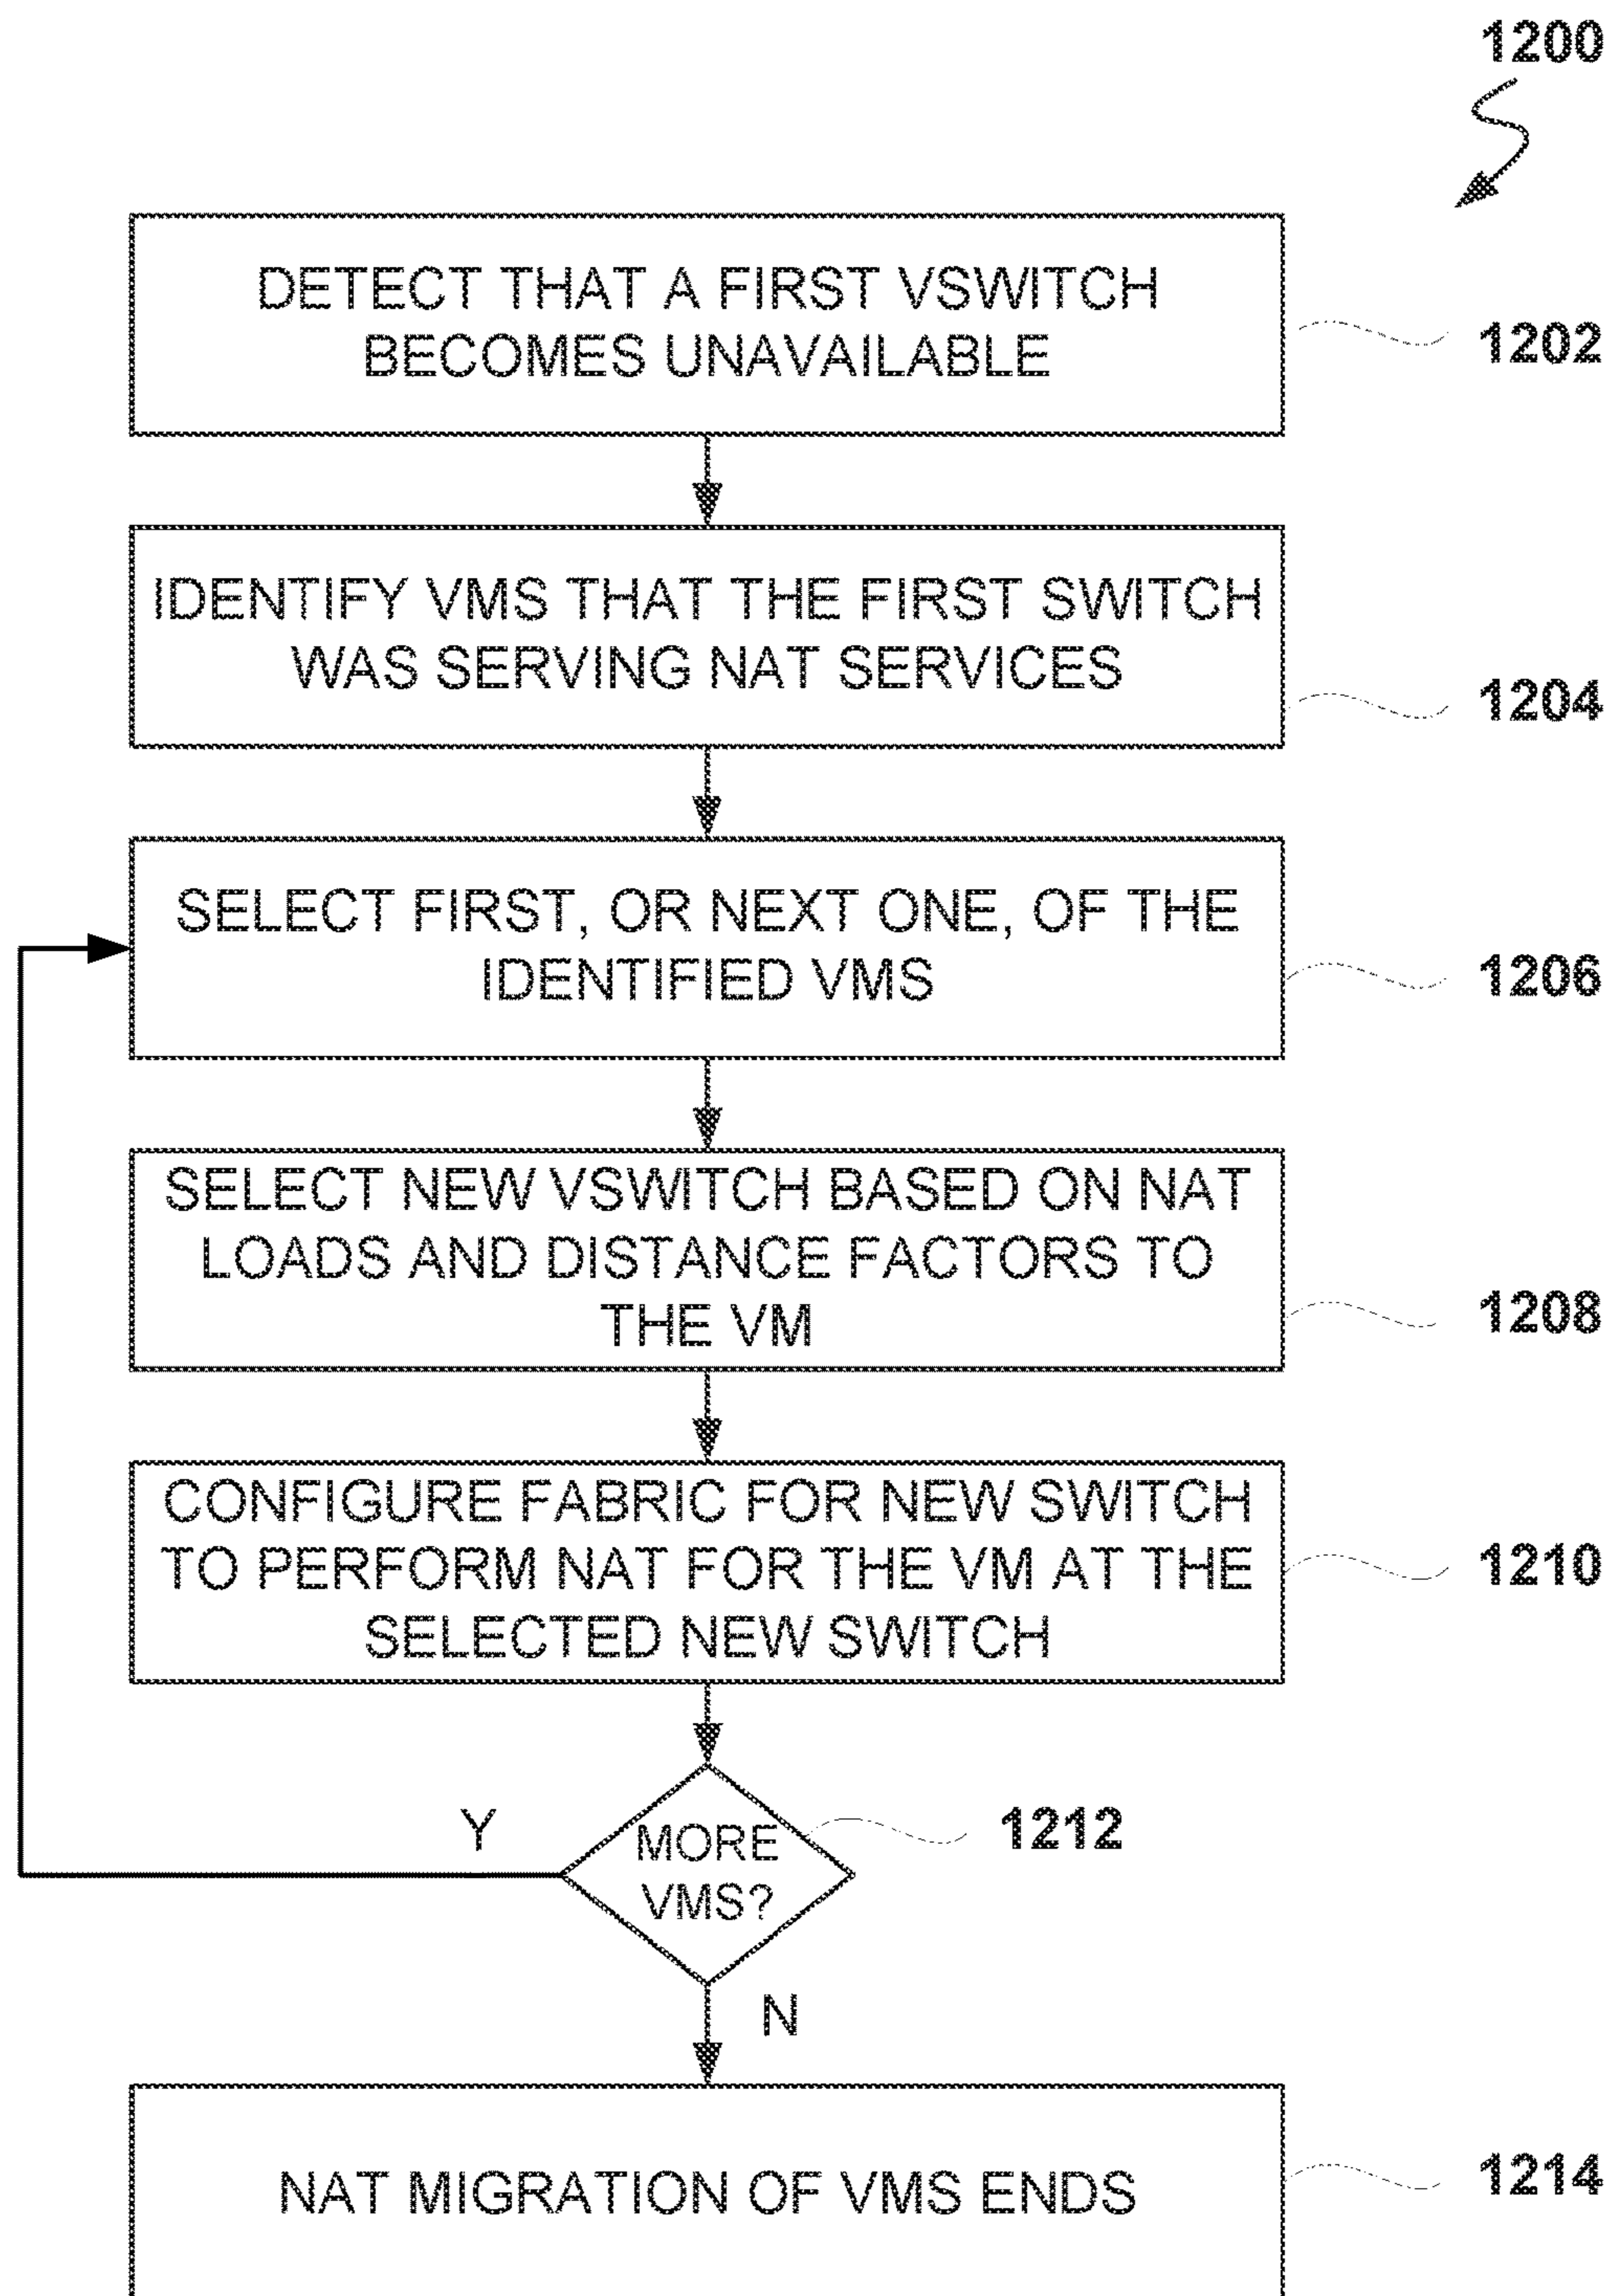 1200
DETECT THAT A FIRST VSWITCH
BECOMES UNAVAILABLE
1202
IDENTIFY VMS THAT THE FIRST SWITCH
WAS SERVING NAT SERVICES
1204
SELECT FIRST, OR NEXT ONE, OF THE
IDENTIFIED VMS
1206
SELECT NEW VSWITCH BASED ON NAT
LOADS AND DISTANCE FACTORS TO
THE VM
1208
CONFIGURE FABRIC FOR NEW SWITCH
TO PERFORM NAT FOR THE VM AT THE
SELECTED NEW SWITCH
1210
Y
MORE
VMS?
1212
N
NAT MIGRATION OF VMS ENDS
1214